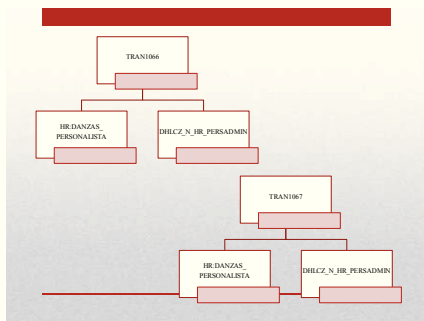 TRAN1066
HR:DANZAS_
PERSONALISTA
DHLCZ_N_HR_PERSADMIN
TRAN1067
HR:DANZAS_
PERSONALISTA
DHLCZ_N_HR_PERSADMIN